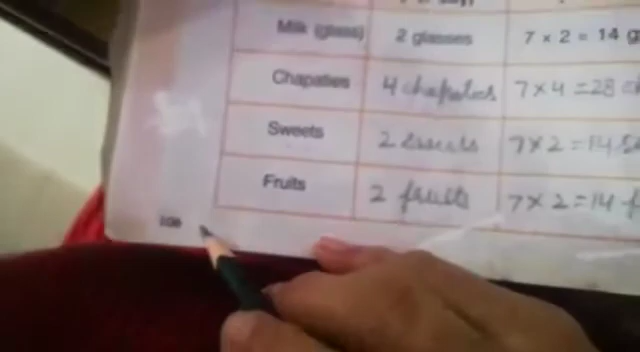 Milk (glass) 2 glasses 7 × 2 = 14 g
Chapaties 4 chapaties 7 × 4 = 28 ch
Sweets 2 sweets 7 × 2 = 14 s
Fruits 2 fruits 7 × 2 = 14 f